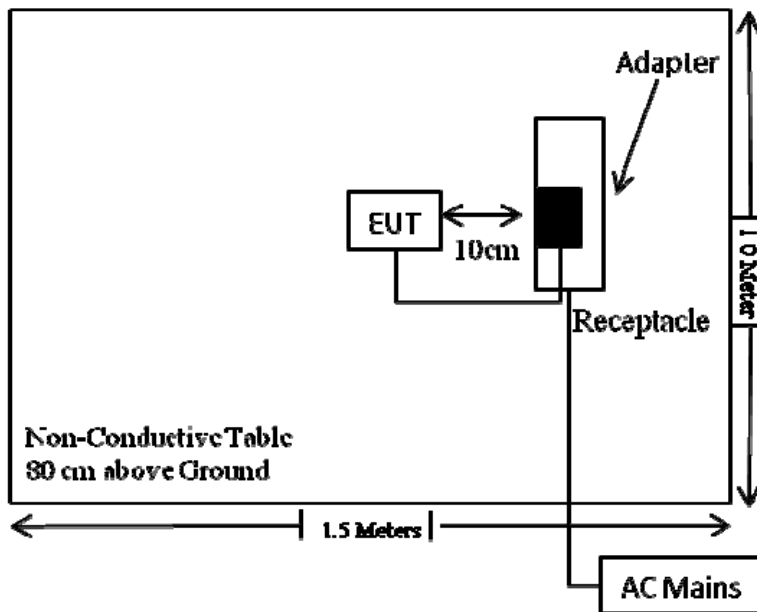 Adapter
EUT
10cm
Receptacle
1.0 Meter
Non-Conductive Table
80 cm above Ground
1.5 Meters
AC Mains